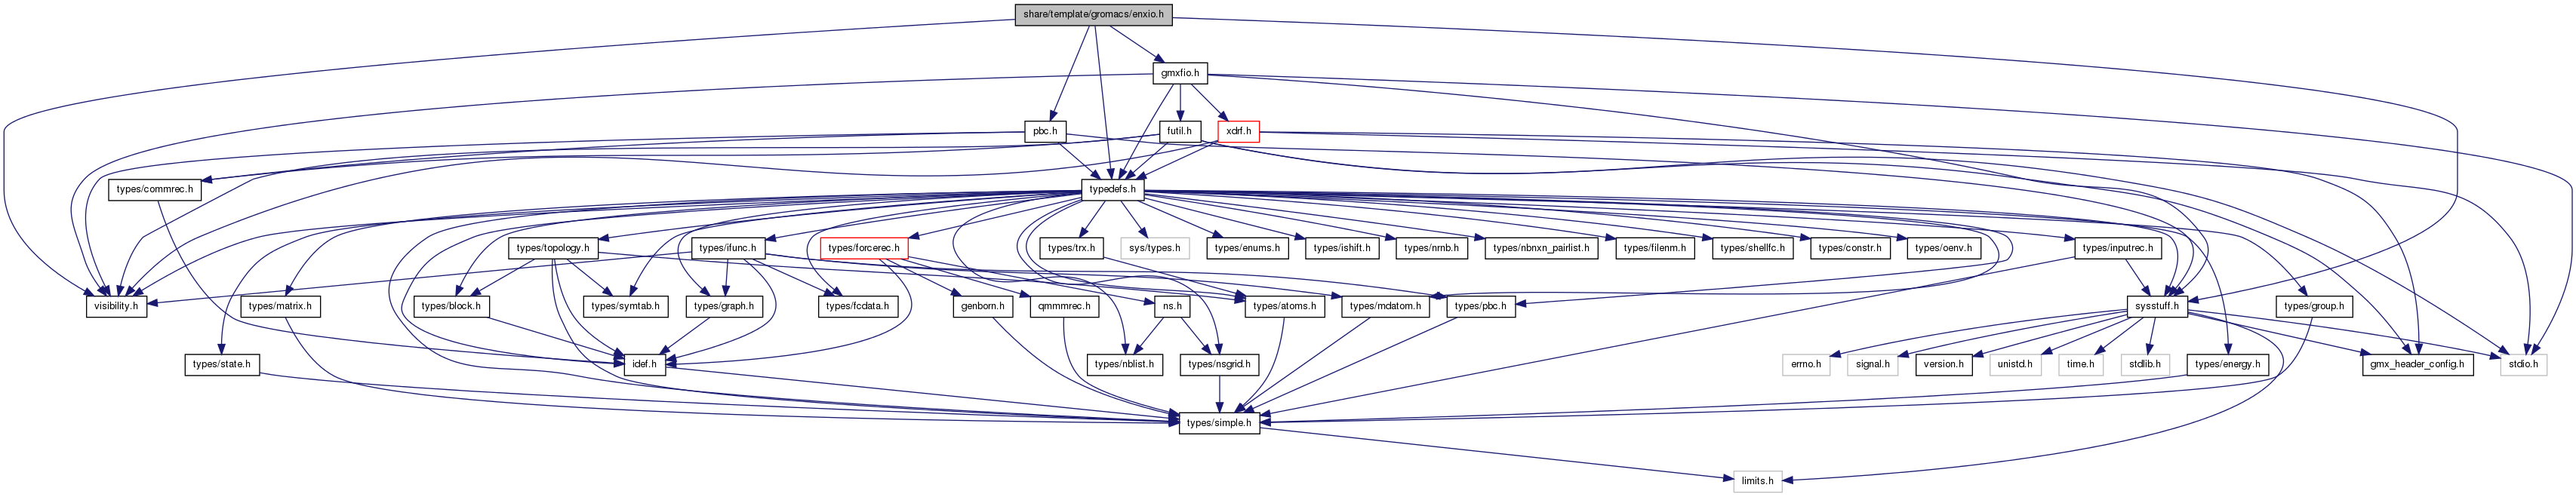 share/template/gromacs/enxio.h
gmxfio.h
pbc.h
futil.h
xdrf.h
types/commrec.h
typedefs.h
types/topology.h
types/ifunc.h
types/forcerec.h
types/trx.h
sys/types.h
types/enums.h
types/ishift.h
types/nrnb.h
types/nbnxn_pairlist.h
types/filenm.h
types/shellfc.h
types/constr.h
types/oenv.h
types/inputrec.h
visibility.h
types/matrix.h
types/block.h
types/symtab.h
types/graph.h
types/fcdata.h
genborn.h
qmmmrec.h
ns.h
types/atoms.h
types/mdatom.h
types/pbc.h
sysstuff.h
types/group.h
types/state.h
idef.h
types/nblist.h
types/nsgrid.h
errno.h
signal.h
version.h
unistd.h
time.h
stdlib.h
types/energy.h
gmx_header_config.h
stdio.h
types/simple.h
limits.h